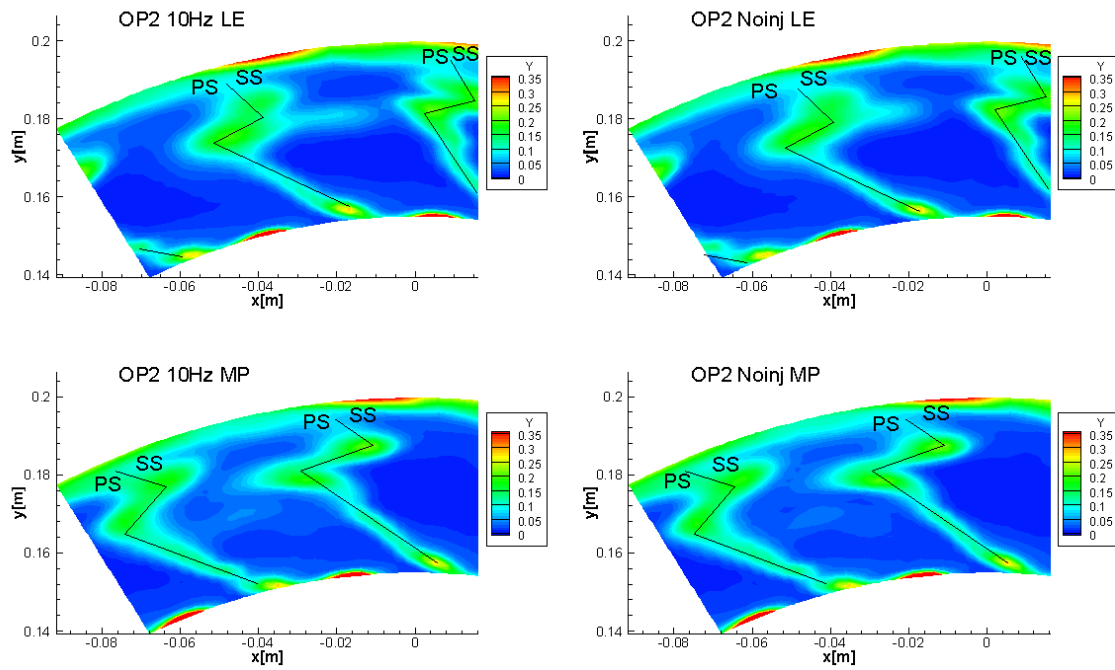 OP2 10Hz LE
0.2
0.18
0.16
0.14
y[m]
-0.08
-0.06
-0.04
-0.02
0
x[m]
PS
SS
PS
SS
Y
0.35
0.3
0.25
0.2
0.15
0.1
0.05
0
OP2 Noinj LE
0.2
0.18
0.16
0.14
y[m]
-0.08
-0.06
-0.04
-0.02
0
x[m]
PS
SS
PS
SS
Y
0.35
0.3
0.25
0.2
0.15
0.1
0.05
0
OP2 10Hz MP
0.2
0.18
0.16
0.14
y[m]
-0.08
-0.06
-0.04
-0.02
0
x[m]
PS
SS
SS
PS
Y
0.35
0.3
0.25
0.2
0.15
0.1
0.05
0
OP2 Noinj MP
0.2
0.18
0.16
0.14
y[m]
-0.08
-0.06
-0.04
-0.02
0
x[m]
PS
SS
SS
PS
Y
0.35
0.3
0.25
0.2
0.15
0.1
0.05
0